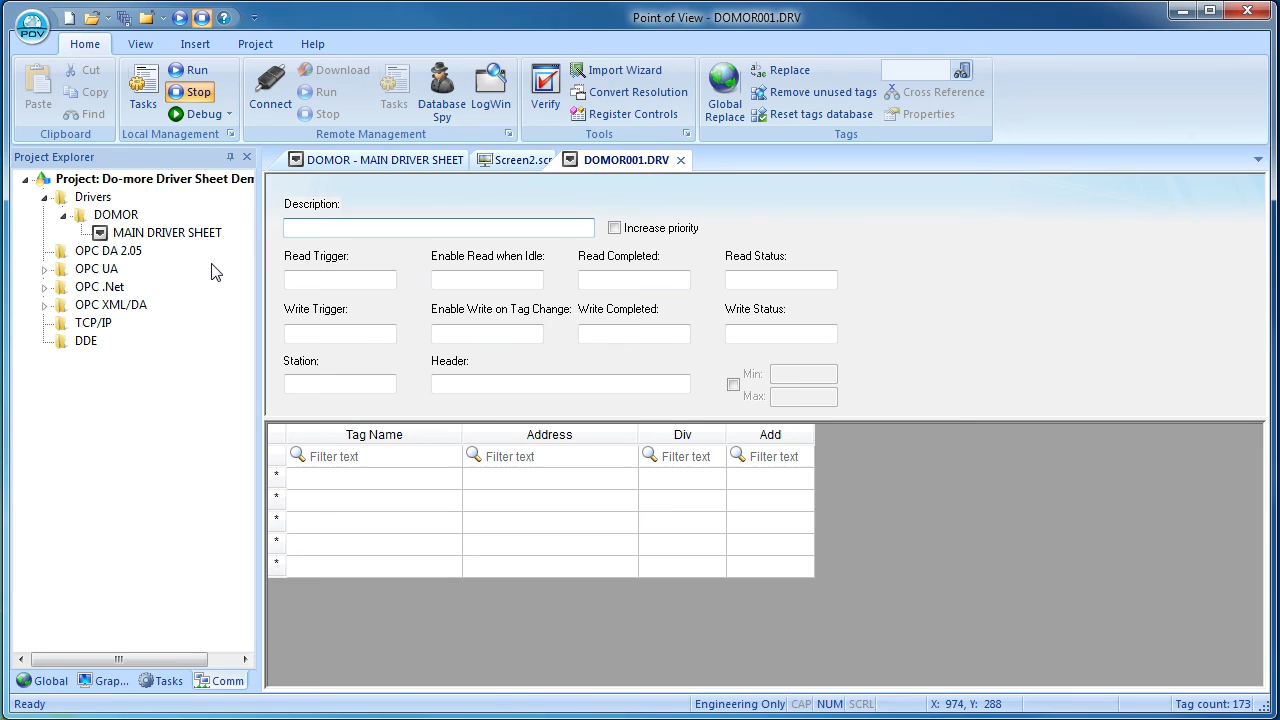 Point of View - DOMOR001.DRV
POV
Home View Insert Project Help
Paste Cut Copy Find
Clipboard
Tasks Run Stop Debug
Local Management
Connect Download Run Stop Tasks Database Spy LogWin
Remote Management
Verify Import Wizard Convert Resolution Register Controls
Tools
Global Replace Replace Remove unused tags Reset tags database Cross Reference Properties
Tags
Project Explorer
Project: Do-more Driver Sheet Dem
Drivers
DOMOR
MAIN DRIVER SHEET
OPC DA 2.05
OPC UA
OPC .Net
OPC XML/DA
TCP/IP
DDE
Global Grap... Tasks Comm
DOMOR - MAIN DRIVER SHEET Screen2.scr DOMOR001.DRV
Description:
Increase priority
Read Trigger: Enable Read when Idle: Read Completed: Read Status:
Write Trigger: Enable Write on Tag Change: Write Completed: Write Status:
Station: Header: Min:
Max:
Tag Name Address Div Add
Filter text Filter text Filter text Filter text
*
*
*
*
*
Ready Engineering Only CAP NUM SCRL X: 974, Y: 288 Tag count: 173